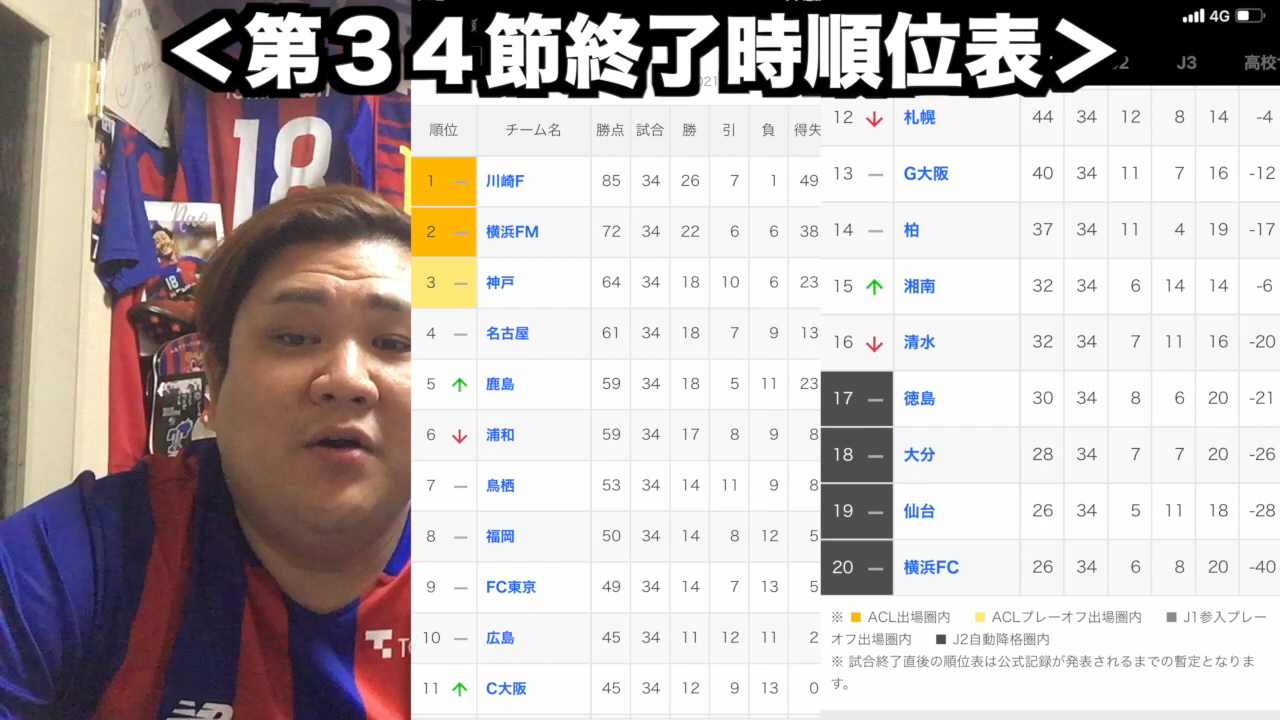 ＜第３４節終了時順位表＞
4G
J3 高校
順位 チーム名 勝点 試合 勝 引 負 得失
1 — 川崎F 85 34 26 7 1 49
2 — 横浜FM 72 34 22 6 6 38
3 — 神戸 64 34 18 10 6 23
4 — 名古屋 61 34 18 7 9 13
5 ↑ 鹿島 59 34 18 5 11 23
6 ↓ 浦和 59 34 17 8 9 8
7 — 鳥栖 53 34 14 11 9 8
8 — 福岡 50 34 14 8 12 5
9 — FC東京 49 34 14 7 13 5
10 — 広島 45 34 11 12 11 2
11 ↑ C大阪 45 34 12 9 13 0
12 ↓ 札幌 44 34 12 8 14 -4
13 — G大阪 40 34 11 7 16 -12
14 — 柏 37 34 11 4 19 -17
15 ↑ 湘南 32 34 6 14 14 -6
16 ↓ 清水 32 34 7 11 16 -20
17 — 徳島 30 34 8 6 20 -21
18 — 大分 28 34 7 7 20 -26
19 — 仙台 26 34 5 11 18 -28
20 — 横浜FC 26 34 6 8 20 -40
※ ■ ACL出場圏内 ■ ACLプレーオフ出場圏内 ■ J1参入プレー
オフ出場圏内 ■ J2自動降格圏内
※ 試合終了直後の順位表は公式記録が発表されるまでの暫定となりま
す。
18
18